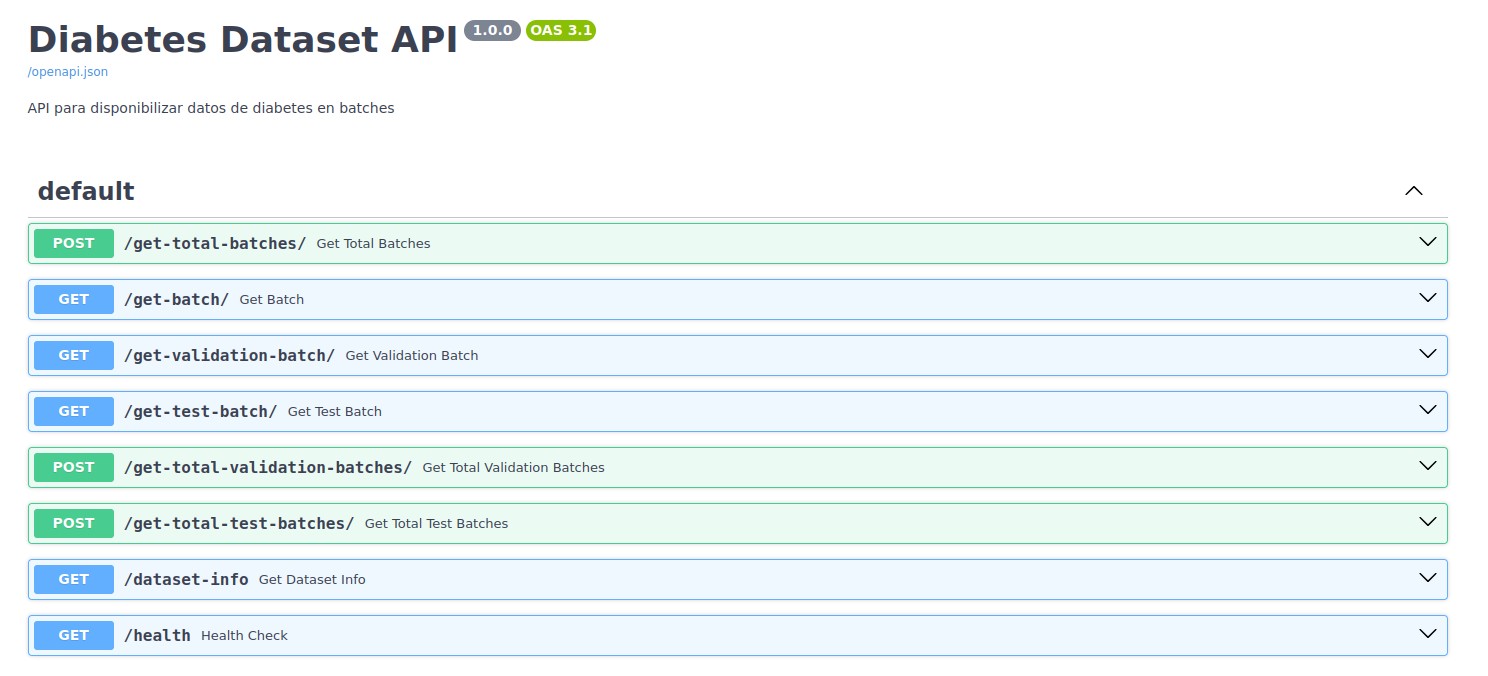 Diabetes Dataset API 1.0.0 OAS 3.1
/openapi.json
API para disponibilizar datos de diabetes en batches
default
POST /get-total-batches/ Get Total Batches
GET /get-batch/ Get Batch
GET /get-validation-batch/ Get Validation Batch
GET /get-test-batch/ Get Test Batch
POST /get-total-validation-batches/ Get Total Validation Batches
POST /get-total-test-batches/ Get Total Test Batches
GET /dataset-info Get Dataset Info
GET /health Health Check